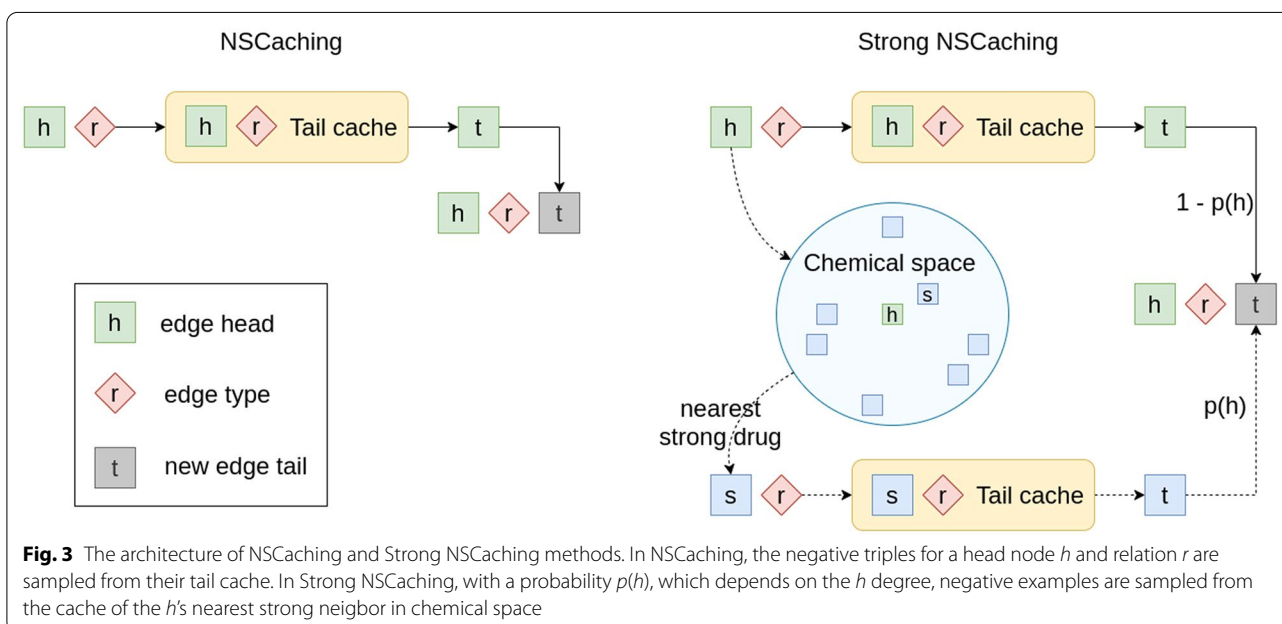 NSCaching
h r h r Tail cache t
h r t
h edge head
r edge type
t new edge tail
Strong NSCaching
h r h r Tail cache t
1 - p(h)
Chemical space
s
h
h r t
nearest
strong drug
p(h)
s r s r Tail cache t
Fig. 3 The architecture of NSCaching and Strong NSCaching methods. In NSCaching, the negative triples for a head node h and relation r are
sampled from their tail cache. In Strong NSCaching, with a probability p(h), which depends on the h degree, negative examples are sampled from
the cache of the h's nearest strong neigbor in chemical space